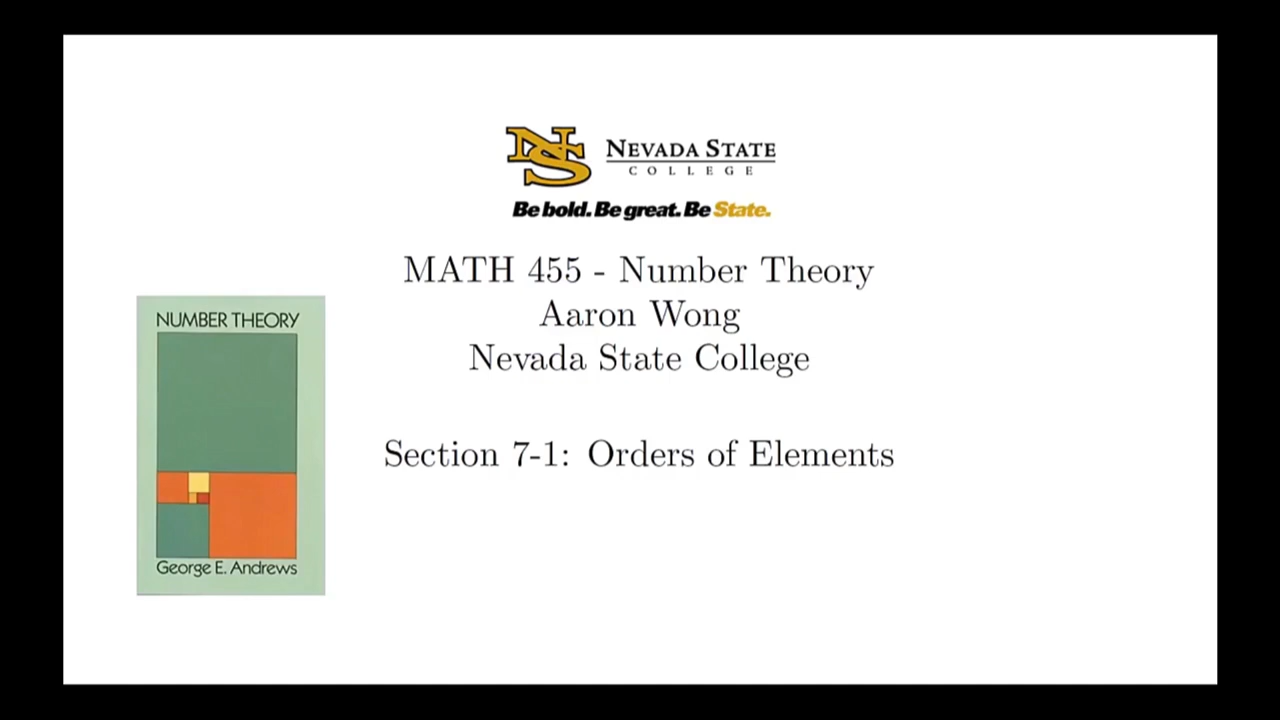 NS NEVADA STATE
COLLEGE
Be bold. Be great. Be State.
MATH 455 - Number Theory
Aaron Wong
Nevada State College
Section 7-1: Orders of Elements
NUMBER THEORY
George E. Andrews